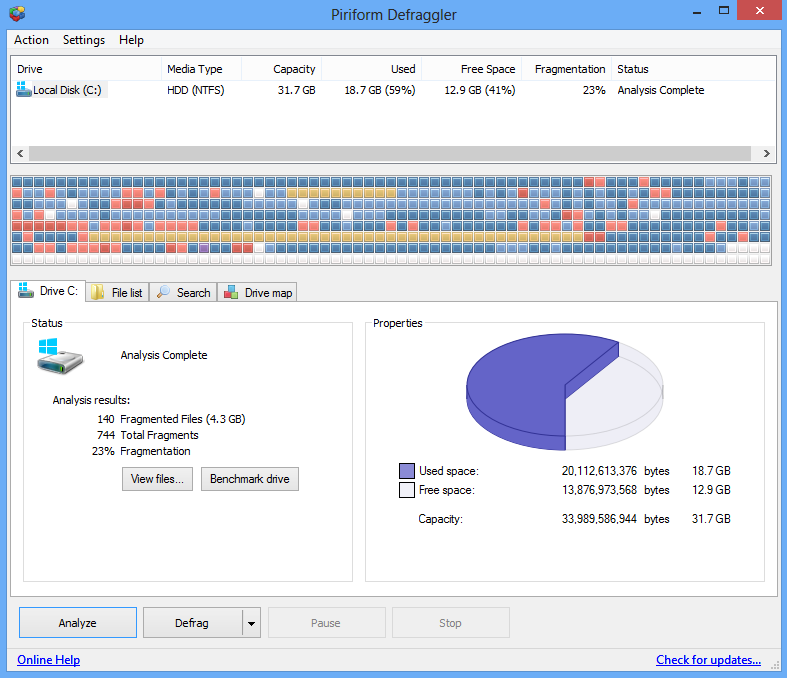 Piriform Defraggler
Action Settings Help
Drive Media Type Capacity Used Free Space Fragmentation Status
Local Disk (C:) HDD (NTFS) 31.7 GB 18.7 GB (59%) 12.9 GB (41%) 23% Analysis Complete
Drive C: File list Search Drive map
Status
Analysis Complete
Analysis results:
140 Fragmented Files (4.3 GB)
744 Total Fragments
23% Fragmentation
View files... Benchmark drive
Properties
Used space: 20,112,613,376 bytes 18.7 GB
Free space: 13,876,973,568 bytes 12.9 GB
Capacity: 33,989,586,944 bytes 31.7 GB
Analyze Defrag Pause Stop
Online Help Check for updates...